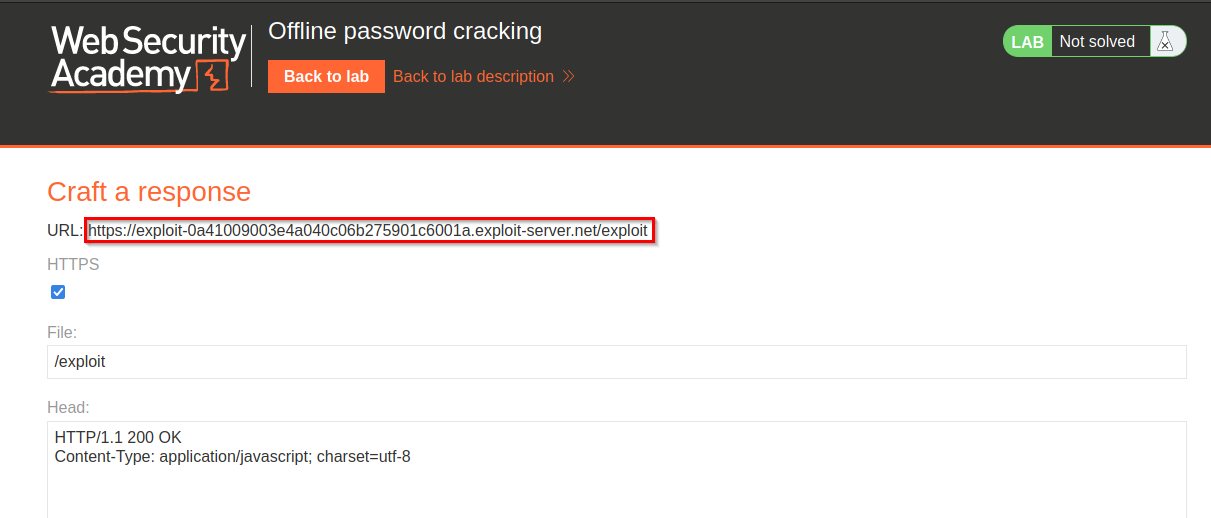 Web Security
Academy
Offline password cracking
Back to lab
Back to lab description
LAB
Not solved
Craft a response
URL: https://exploit-0a41009003e4a040c06b275901c6001a.exploit-server.net/exploit
HTTPS
File:
/exploit
Head:
HTTP/1.1 200 OK
Content-Type: application/javascript; charset=utf-8